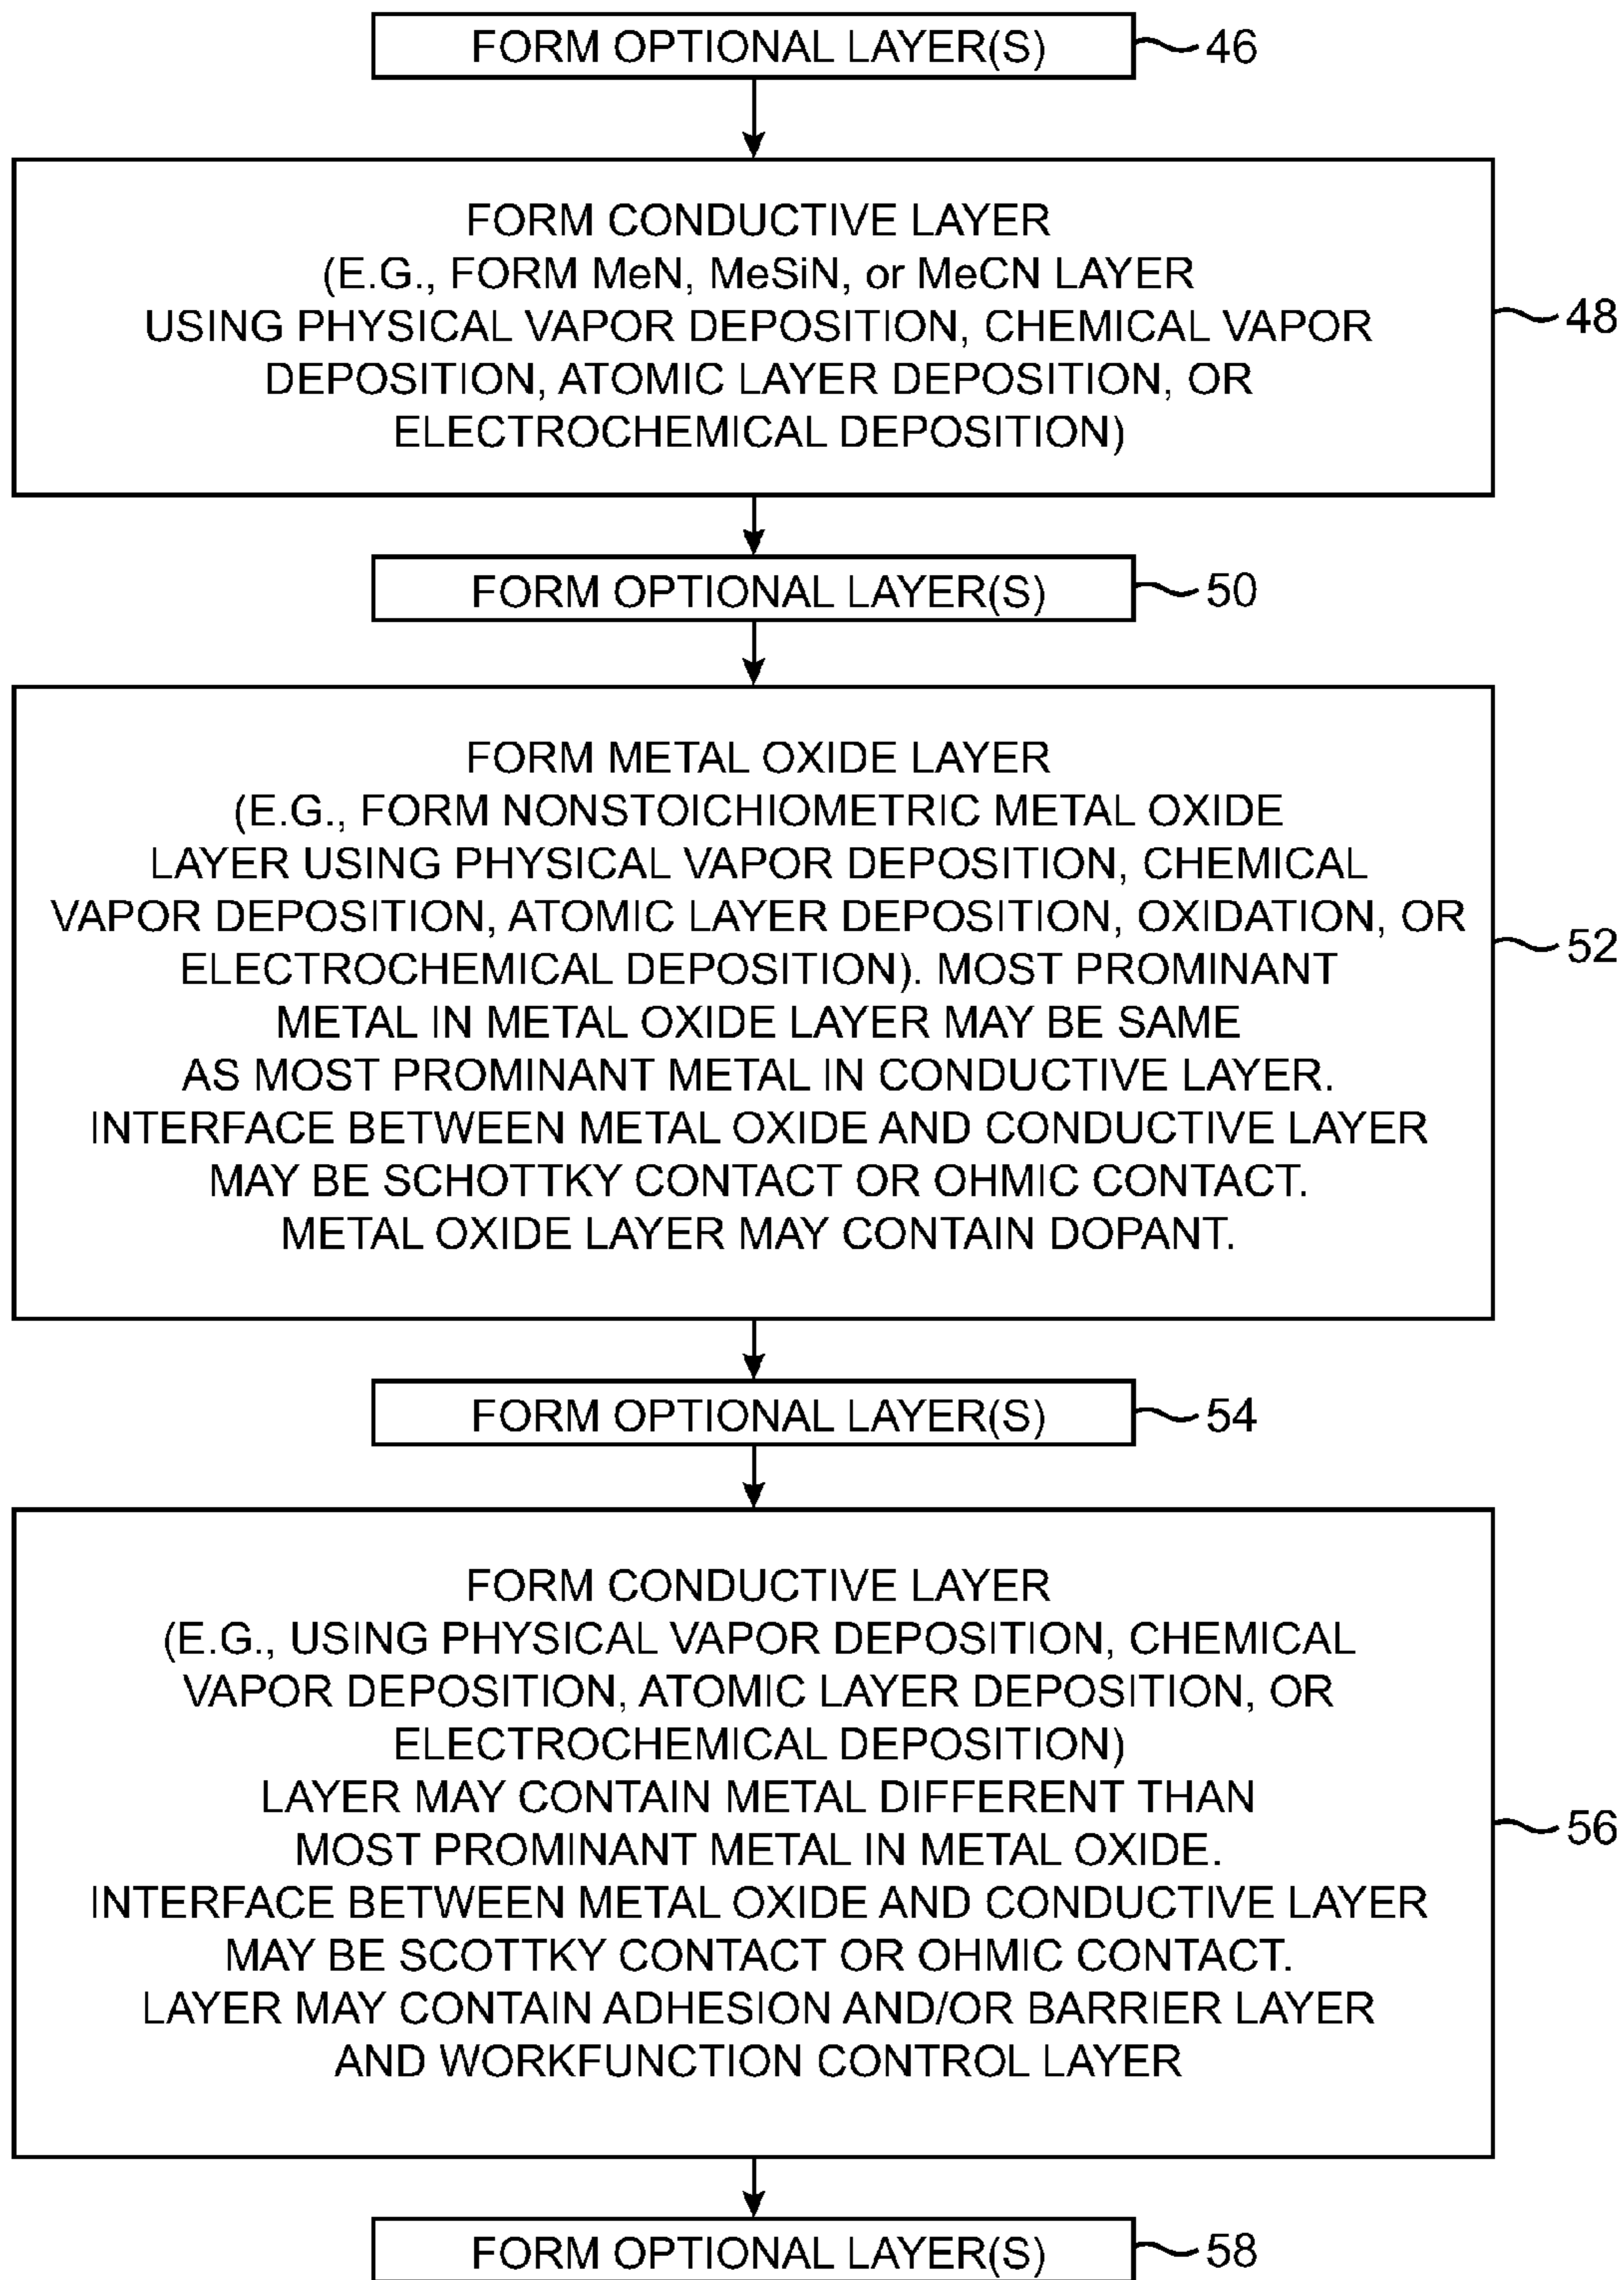 FORM OPTIONAL LAYER(S)
46
FORM CONDUCTIVE LAYER
(E.G., FORM MeN, MeSiN, or MeCN LAYER
USING PHYSICAL VAPOR DEPOSITION, CHEMICAL VAPOR
DEPOSITION, ATOMIC LAYER DEPOSITION, OR
ELECTROCHEMICAL DEPOSITION)
48
FORM OPTIONAL LAYER(S)
50
FORM METAL OXIDE LAYER
(E.G., FORM NONSTOICHIOMETRIC METAL OXIDE
LAYER USING PHYSICAL VAPOR DEPOSITION, CHEMICAL
VAPOR DEPOSITION, ATOMIC LAYER DEPOSITION, OXIDATION, OR
ELECTROCHEMICAL DEPOSITION). MOST PROMINANT
METAL IN METAL OXIDE LAYER MAY BE SAME
AS MOST PROMINANT METAL IN CONDUCTIVE LAYER.
INTERFACE BETWEEN METAL OXIDE AND CONDUCTIVE LAYER
MAY BE SCHOTTKY CONTACT OR OHMIC CONTACT.
METAL OXIDE LAYER MAY CONTAIN DOPANT.
52
FORM OPTIONAL LAYER(S)
54
FORM CONDUCTIVE LAYER
(E.G., USING PHYSICAL VAPOR DEPOSITION, CHEMICAL
VAPOR DEPOSITION, ATOMIC LAYER DEPOSITION, OR
ELECTROCHEMICAL DEPOSITION)
LAYER MAY CONTAIN METAL DIFFERENT THAN
MOST PROMINANT METAL IN METAL OXIDE.
INTERFACE BETWEEN METAL OXIDE AND CONDUCTIVE LAYER
MAY BE SCOTTKY CONTACT OR OHMIC CONTACT.
LAYER MAY CONTAIN ADHESION AND/OR BARRIER LAYER
AND WORKFUNCTION CONTROL LAYER
56
FORM OPTIONAL LAYER(S)
58